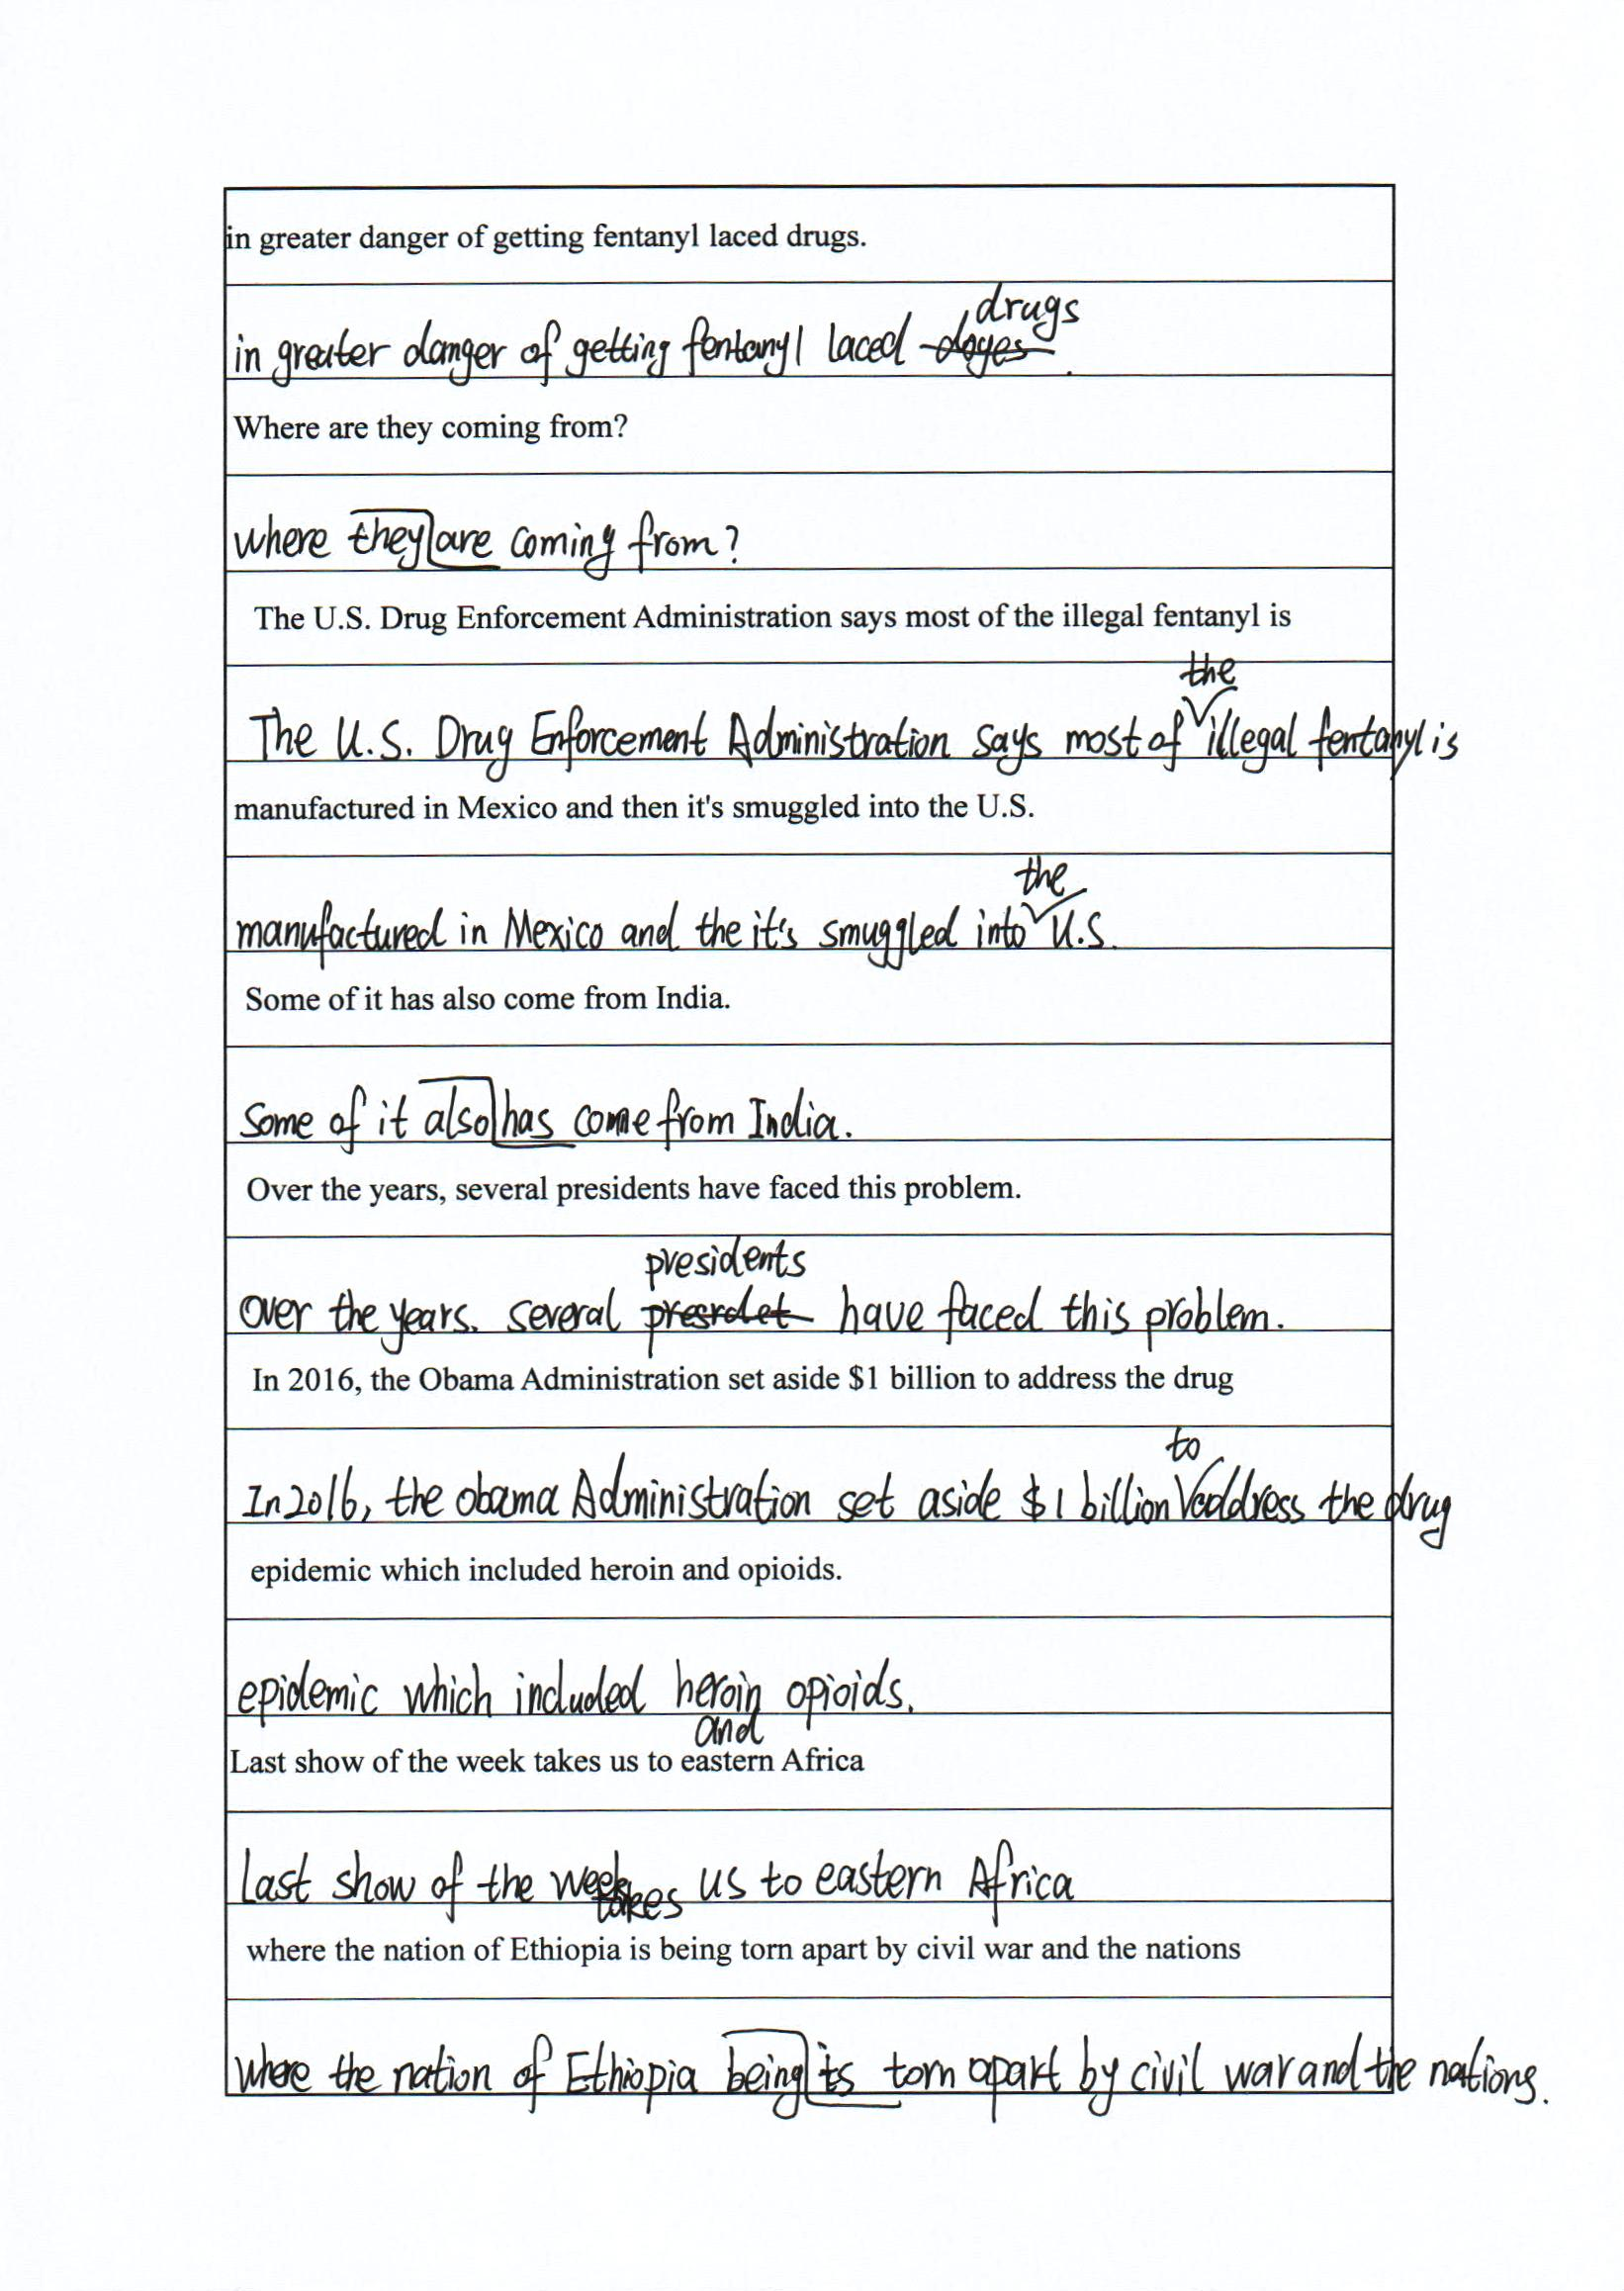 in greater danger of getting fentanyl laced drugs.
in greater danger of getting fentanyl laced doyes drugs.
Where are they coming from?
where they are coming from?
The U.S. Drug Enforcement Administration says most of the illegal fentanyl is
The U.S. Drug Enforcement Administration says most of the illegal fentanyl is
manufactured in Mexico and then it's smuggled into the U.S.
manufactured in Mexico and the it's smuggled into the U.S.
Some of it has also come from India.
Some of it also has come from India.
Over the years, several presidents have faced this problem.
over the years. several presrdet presidents have faced this problem.
In 2016, the Obama Administration set aside $1 billion to address the drug
In 2016, the obama Administration set aside $1 billion to address the drug
epidemic which included heroin and opioids.
epidemic which included heroin and opioids.
Last show of the week takes us to eastern Africa
Last show of the week takes us to eastern Africa
where the nation of Ethiopia is being torn apart by civil war and the nations
where the nation of Ethiopia being is torn apart by civil war and the nations.